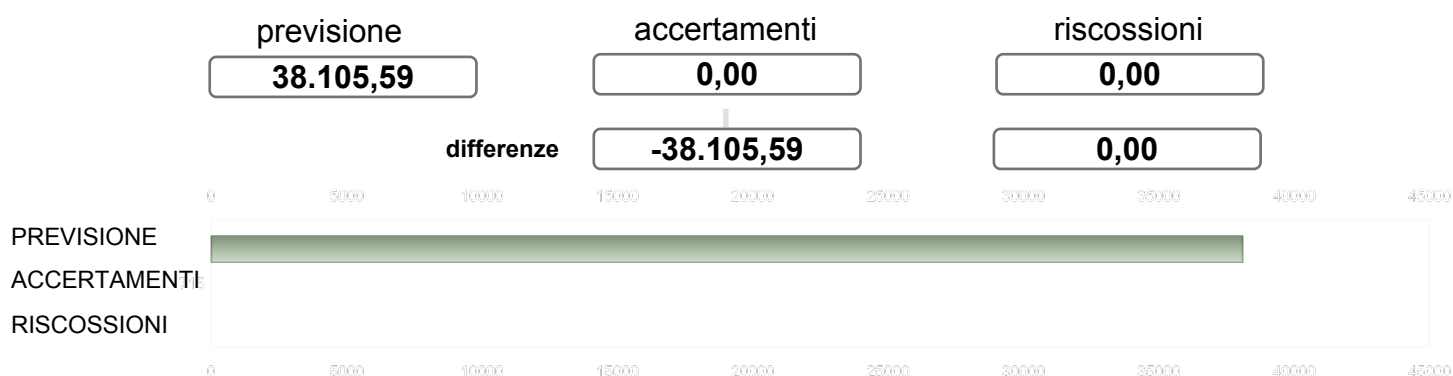 previsione accertamenti riscossioni
38.105,59 0,00 0,00
differenze -38.105,59 0,00
0 5000 10000 15000 20000 25000 30000 35000 40000 45000
PREVISIONE
ACCERTAMENTI
RISCOSSIONI
0 5000 10000 15000 20000 25000 30000 35000 40000 45000